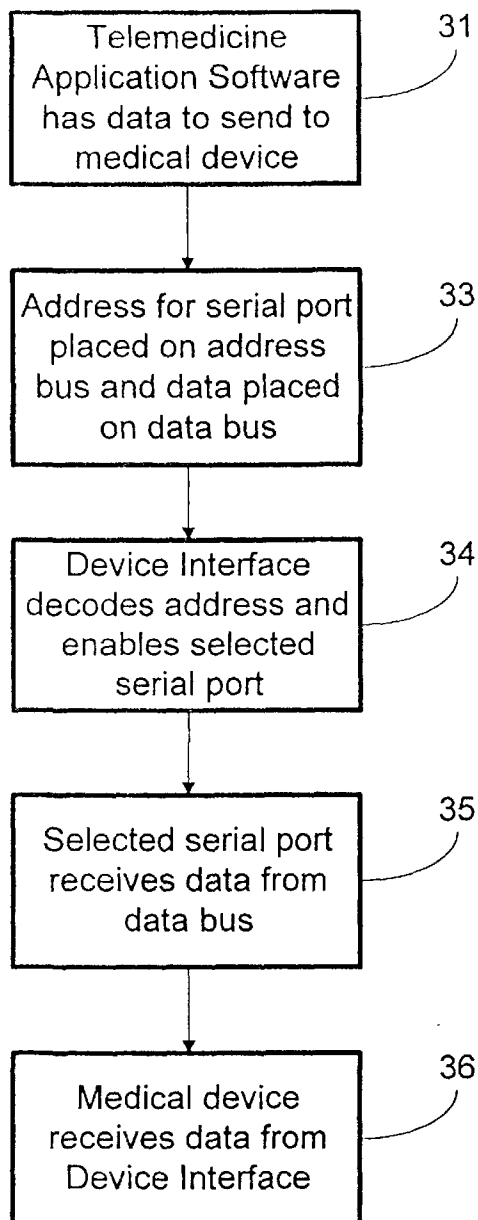 Telemedicine
Application Software
has data to send to
medical device
31
Address for serial port
placed on address
bus and data placed
on data bus
33
Device Interface
decodes address and
enables selected
serial port
34
Selected serial port
receives data from
data bus
35
Medical device
receives data from
Device Interface
36